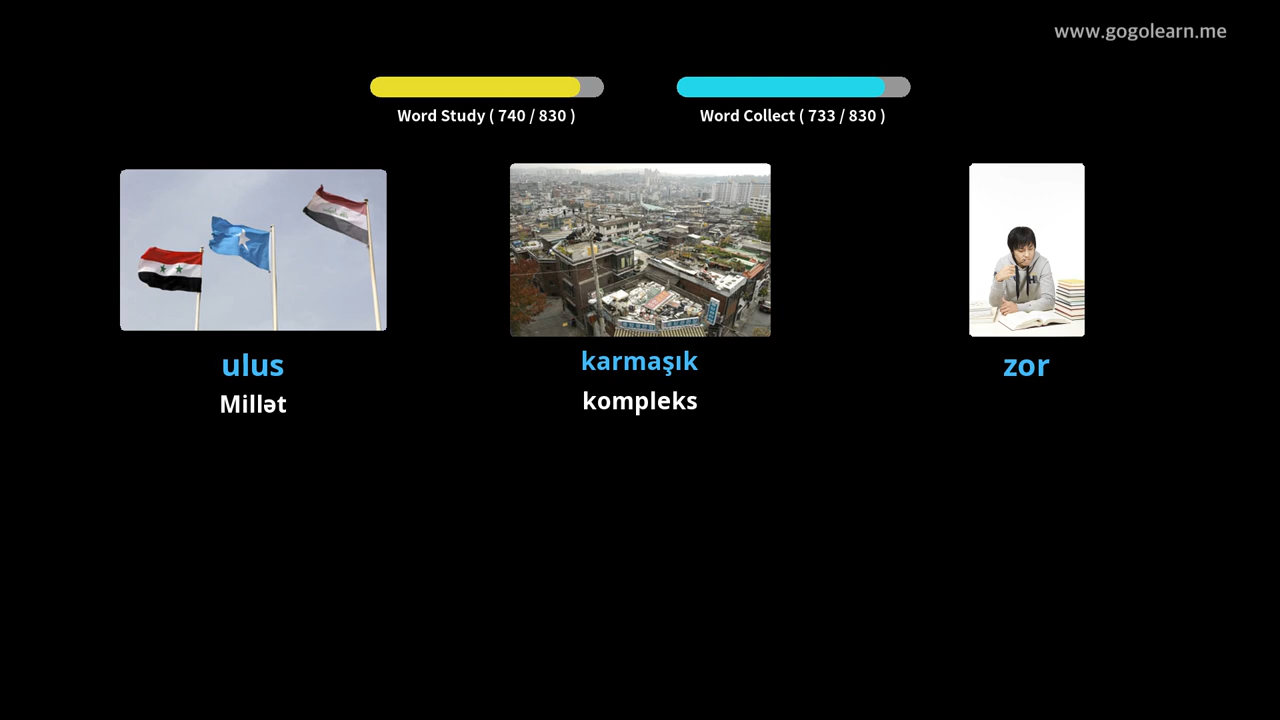 www.gogolearn.me
Word Study ( 740 / 830 )
Word Collect ( 733 / 830 )
ulus
karmaşık
zor
Millət
kompleks